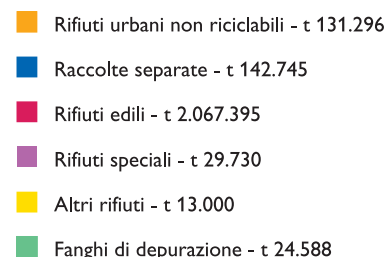 Rifiuti urbani non riciclabili - t 131.296
Raccolte separate - t 142.745
Rifiuti edili - t 2.067.395
Rifiuti speciali - t 29.730
Altri rifiuti - t 13.000
Fanghi di depurazione - t 24.588